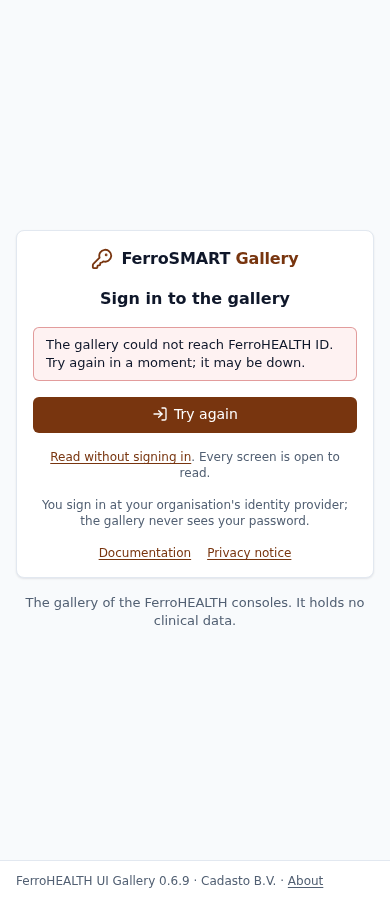 FerroSMART Gallery
Sign in to the gallery
The gallery could not reach FerroHEALTH ID.
Try again in a moment; it may be down.
Try again
Read without signing in. Every screen is open to
read.
You sign in at your organisation's identity provider;
the gallery never sees your password.
Documentation Privacy notice
The gallery of the FerroHEALTH consoles. It holds no
clinical data.
FerroHEALTH UI Gallery 0.6.9 · Cadasto B.V. · About